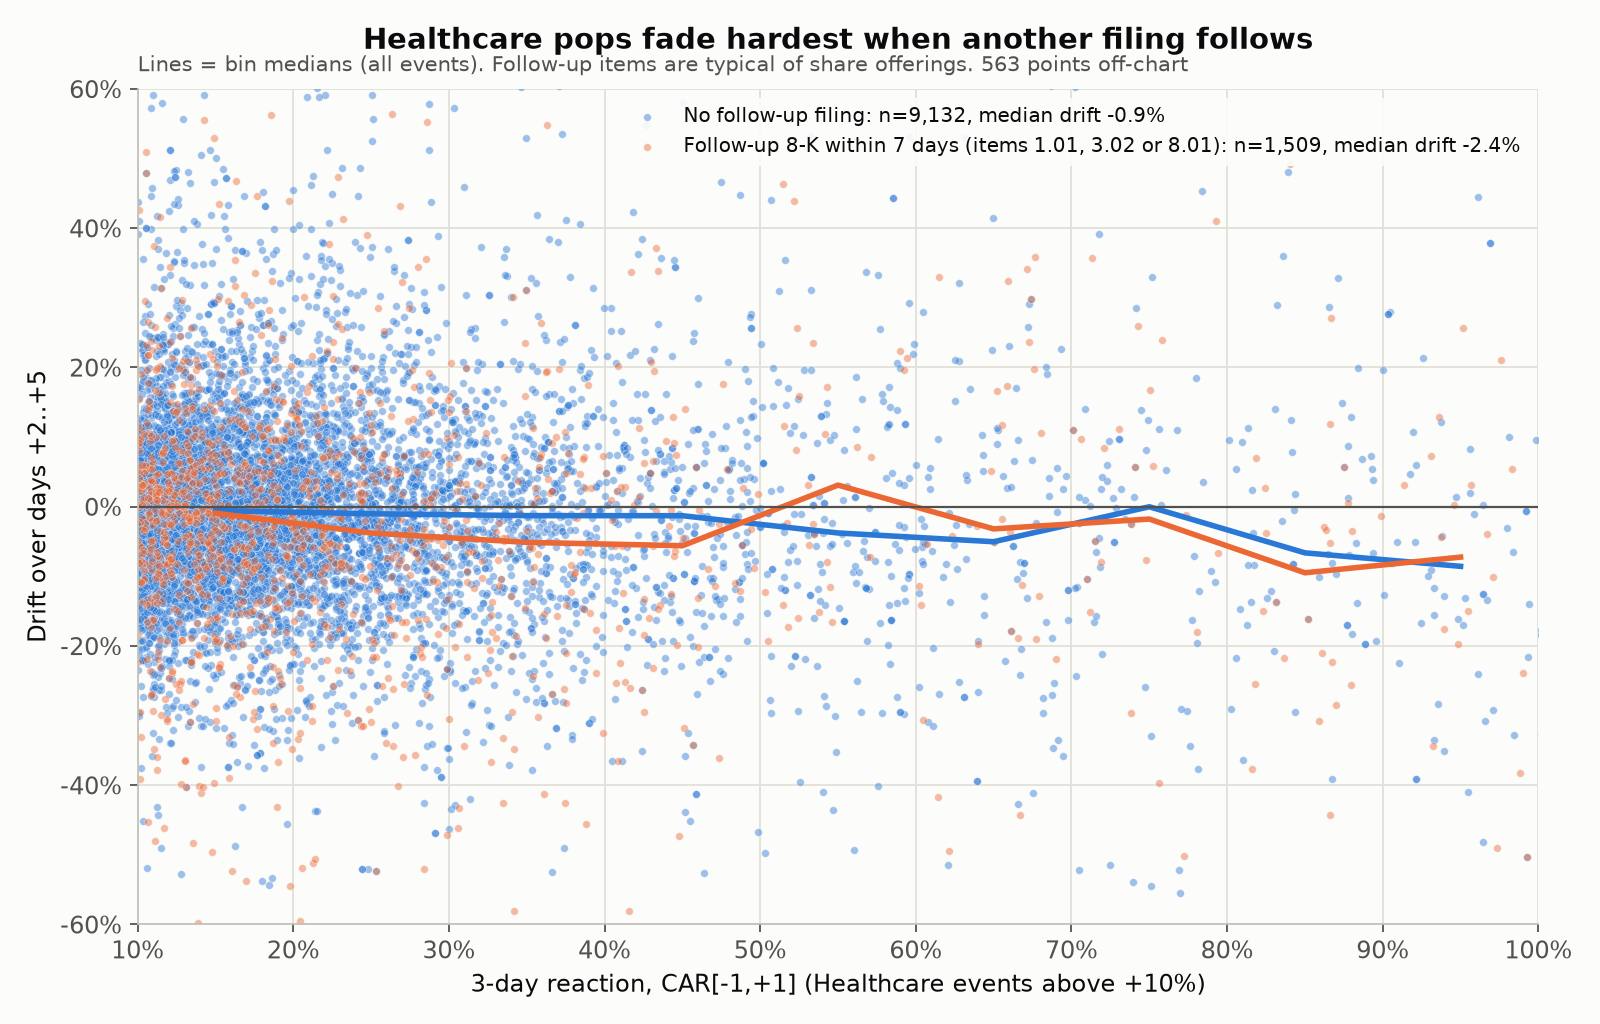 Healthcare pops fade hardest when another filing follows
Lines = bin medians (all events). Follow-up items are typical of share offerings. 563 points off-chart
No follow-up filing: n=9,132, median drift -0.9%
Follow-up 8-K within 7 days (items 1.01, 3.02 or 8.01): n=1,509, median drift -2.4%
Drift over days +2..+5
60%
40%
20%
0%
-20%
-40%
-60%
10% 20% 30% 40% 50% 60% 70% 80% 90% 100%
3-day reaction, CAR[-1,+1] (Healthcare events above +10%)